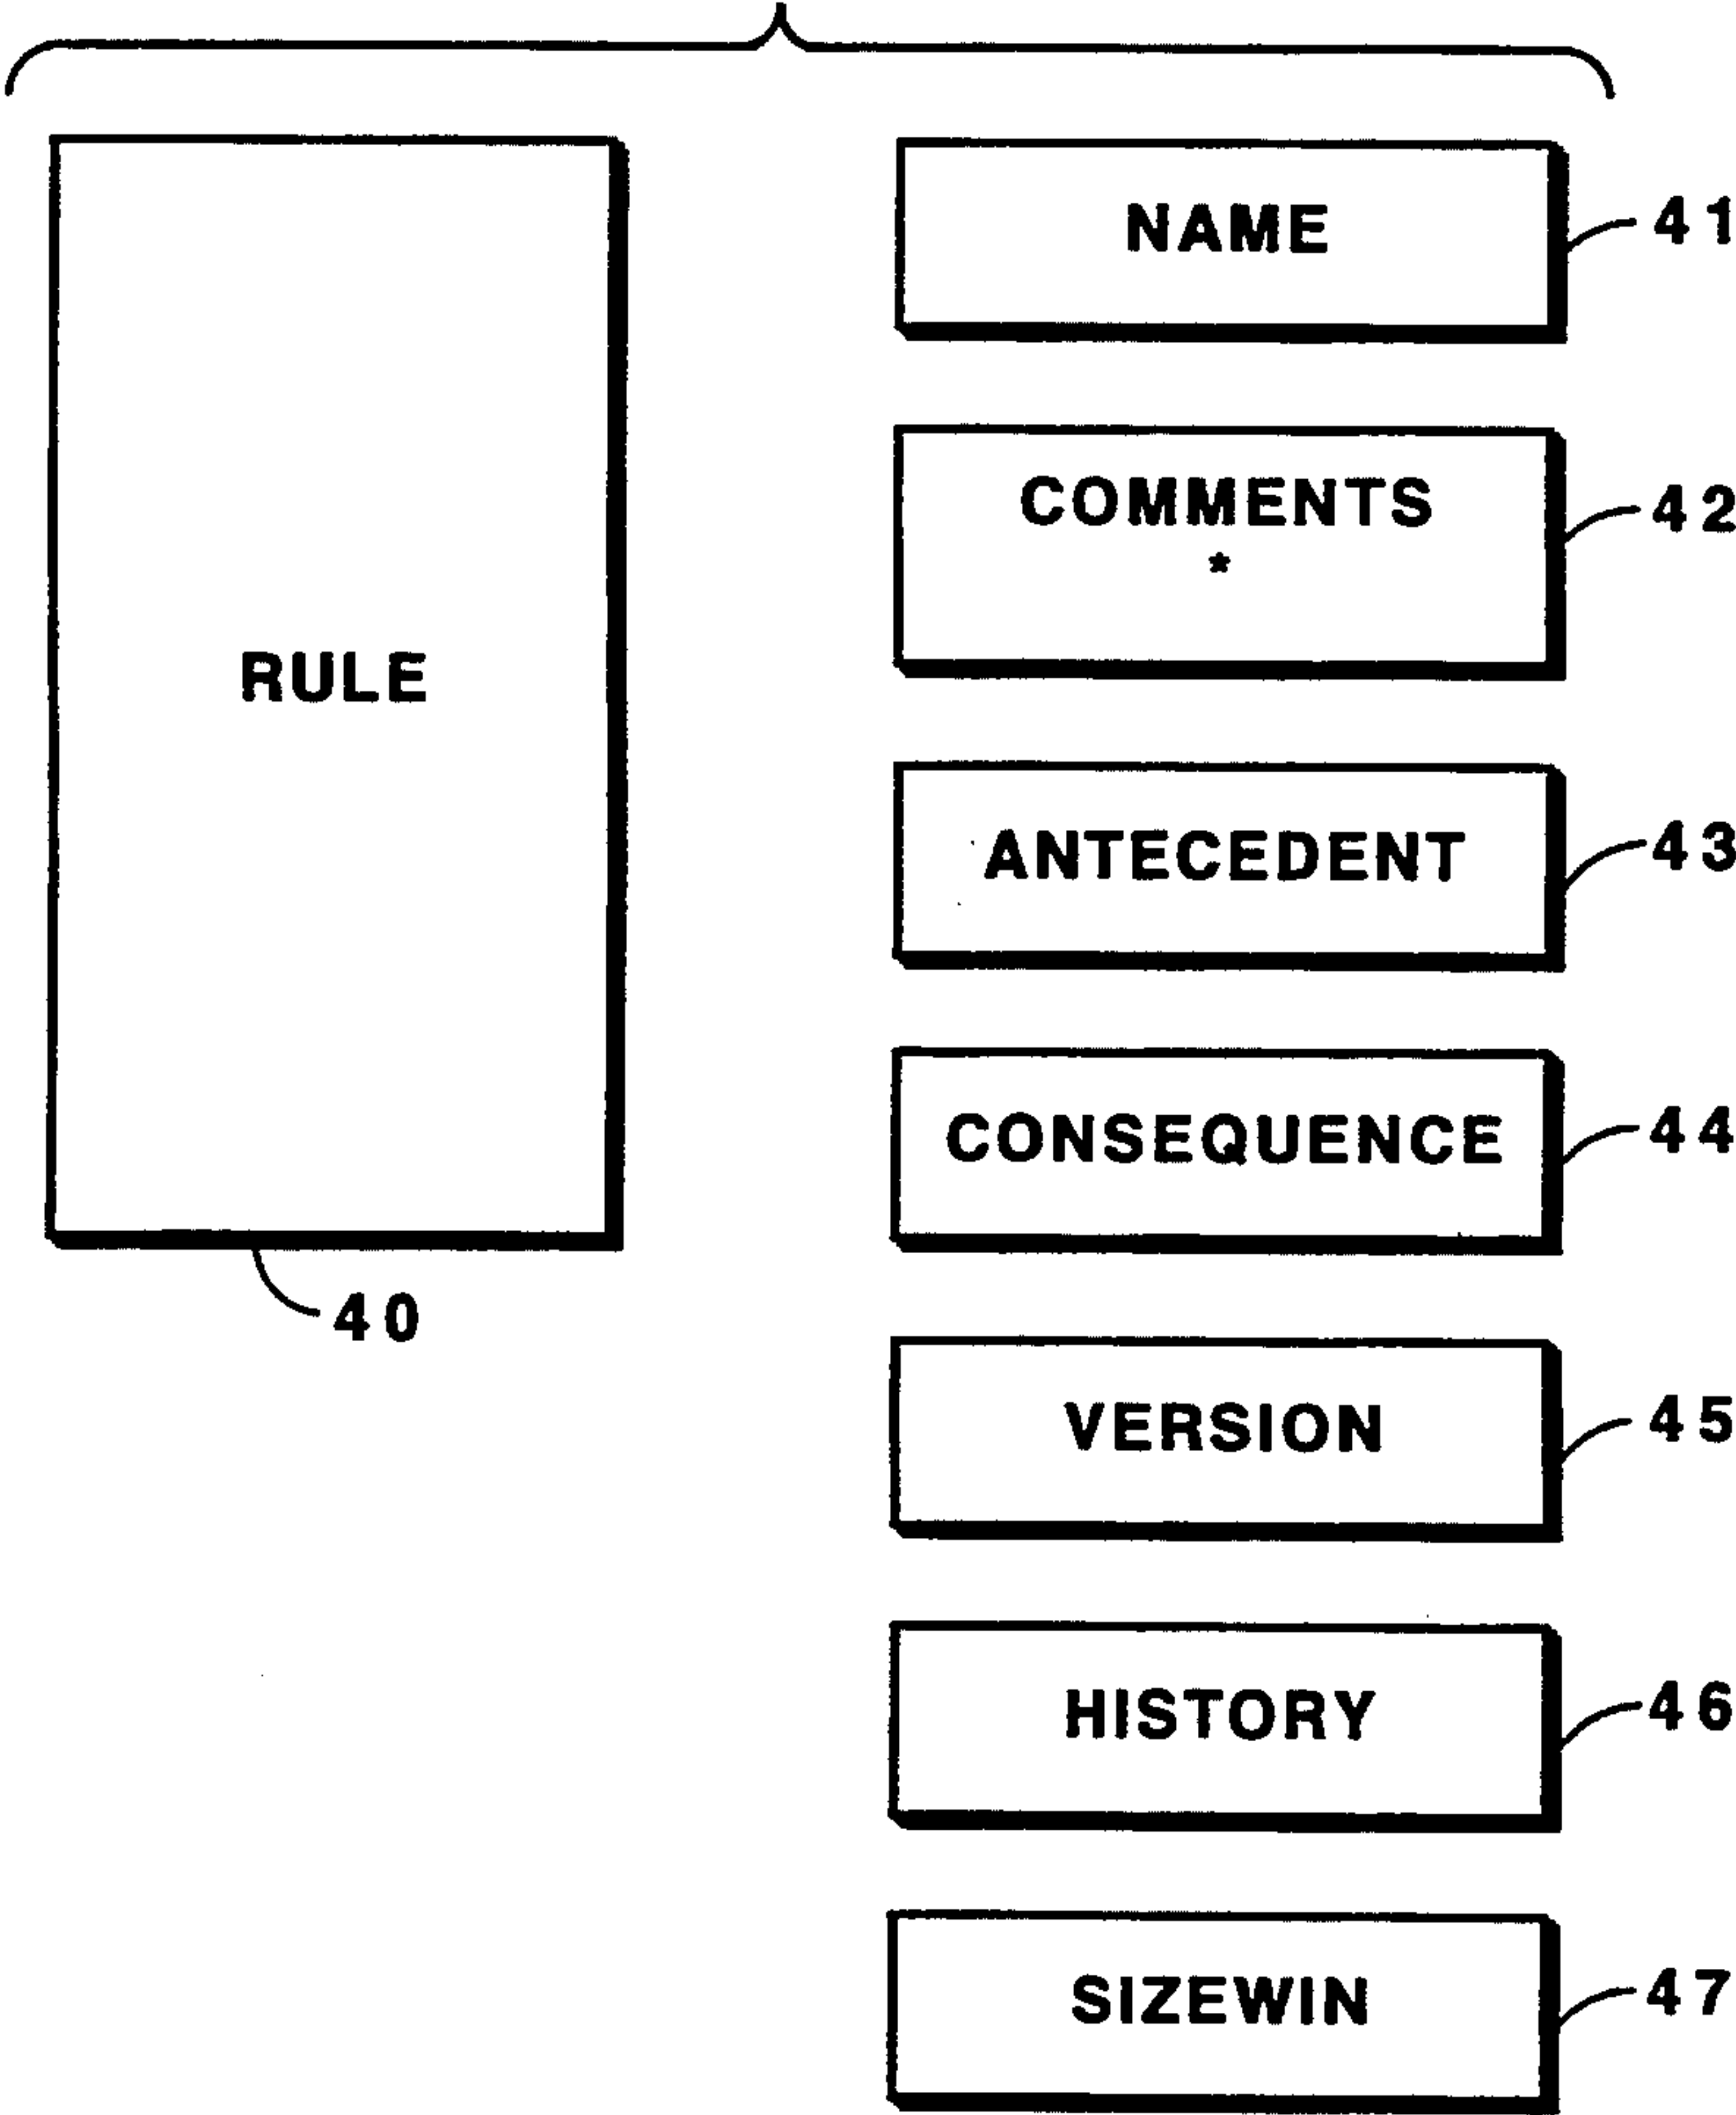 NAME
41
COMMENTS
*
42
RULE
ANTECEDENT
43
CONSEQUENCE
44
40
VERSION
45
HISTORY
46
SIZEWIN
47